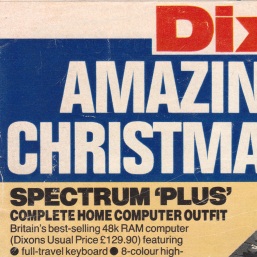 Dix
AMAZIN
CHRISTMA
SPECTRUM 'PLUS'
COMPLETE HOME COMPUTER OUTFIT
Britain's best-selling 48k RAM computer
(Dixons Usual Price £129.90) featuring
● full-travel keyboard ● 8-colour high-